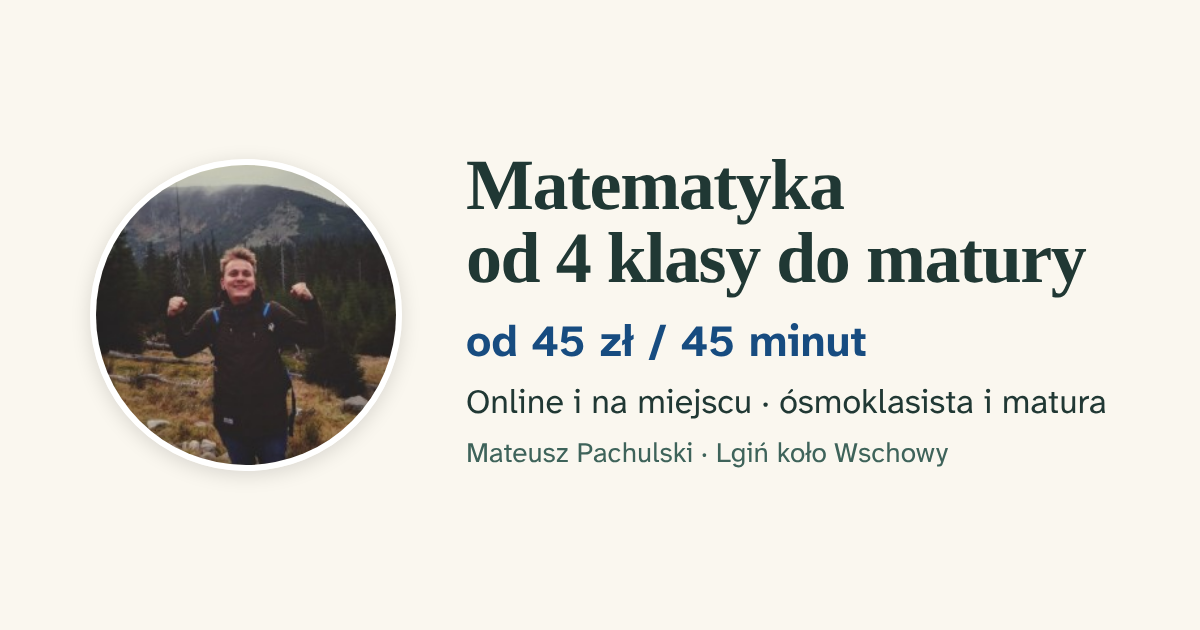 Matematyka
od 4 klasy do matury
od 45 zł / 45 minut
Online i na miejscu · ósmoklasista i matura
Mateusz Pachulski · Lgiń koło Wschowy